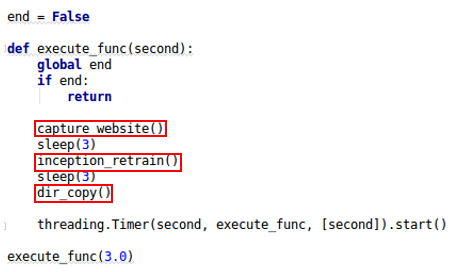 end = False
def execute_func(second):
    global end
    if end:
        return
    capture_website()
    sleep(3)
    inception_retrain()
    sleep(3)
    dir_copy()
    threading.Timer(second, execute_func, [second]).start()
execute_func(3.0)